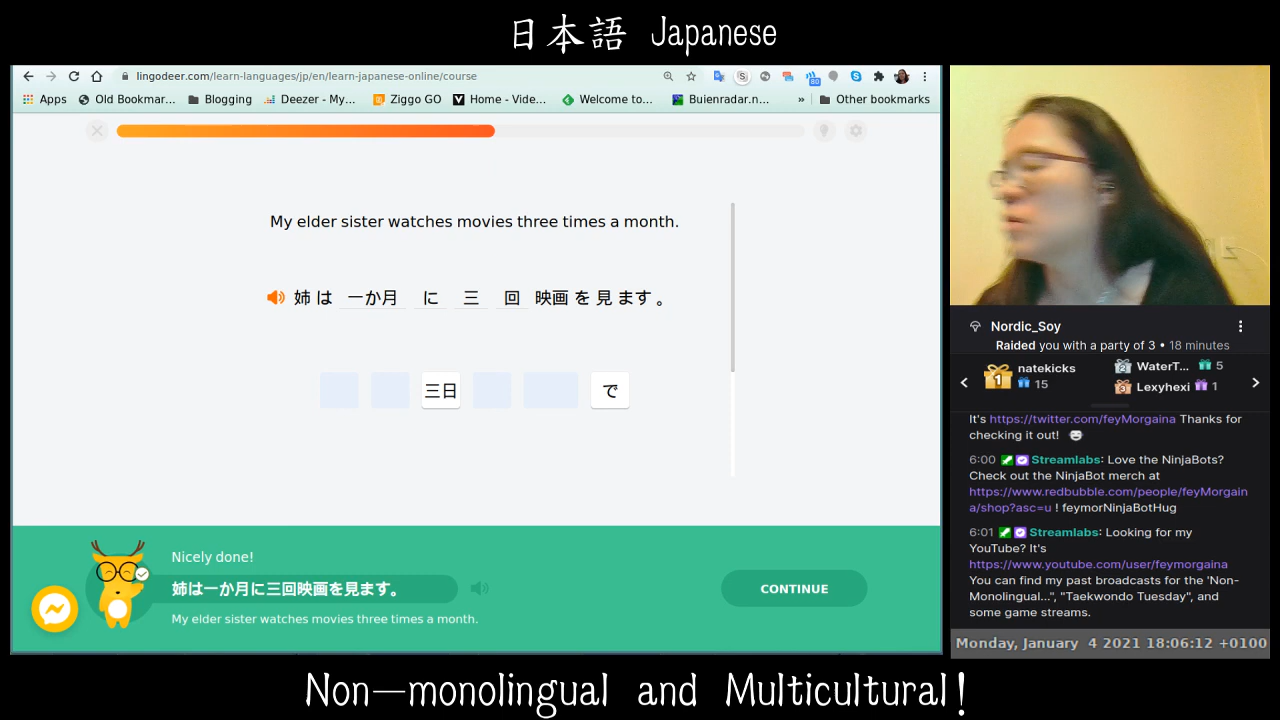 日本語 Japanese
lingodeer.com/learn-languages/jp/en/learn-japanese-online/course
80
Apps Old Bookmar... Blogging Deezer - My... Ziggo GO Home - Vide... Welcome to... Buienradar.n... » Other bookmarks
My elder sister watches movies three times a month.
姉 は 一か月 に 三 回 映画 を 見 ます 。
三日 で
Nicely done!
姉は一か月に三回映画を見ます。
My elder sister watches movies three times a month.
CONTINUE
Nordic_Soy
Raided you with a party of 3 • 18 minutes
1 natekicks 15
2 WaterT... 5
3 Lexyhexi 1
It's https://twitter.com/feyMorgaina Thanks for
checking it out!
6:00 Streamlabs: Love the NinjaBots?
Check out the NinjaBot merch at
https://www.redbubble.com/people/feyMorgain
a/shop?asc=u ! feymorNinjaBotHug
6:01 Streamlabs: Looking for my
YouTube? It's
https://www.youtube.com/user/feymorgaina
You can find my past broadcasts for the 'Non-
Monolingual...", "Taekwondo Tuesday", and
some game streams.
Monday, January 4 2021 18:06:12 +0100
Non-monolingual and Multicultural!